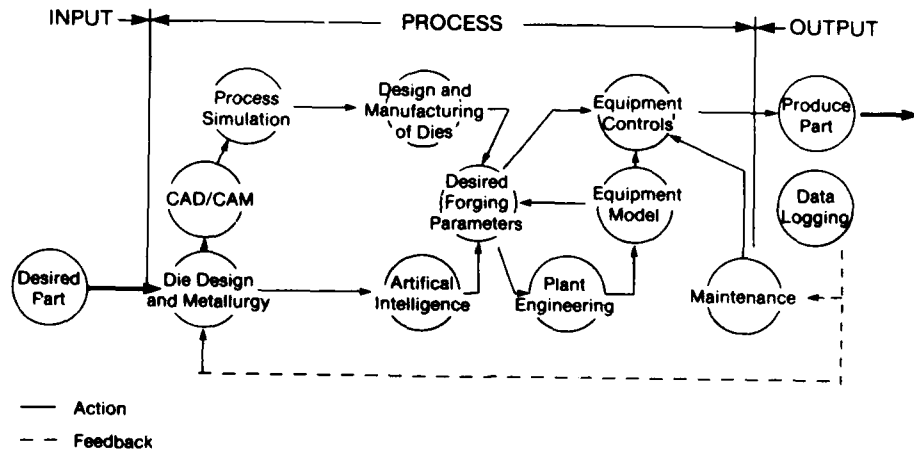 INPUT
PROCESS
OUTPUT
Process
Simulation
Design and
Manufacturing
of Dies
Equipment
Controls
Produce
Part
CAD/CAM
Desired
Forging
Parameters
Equipment
Model
Data
Logging
Desired
Part
Die Design
and Metallurgy
Artifical
Intelligence
Plant
Engineering
Maintenance
Action
Feedback